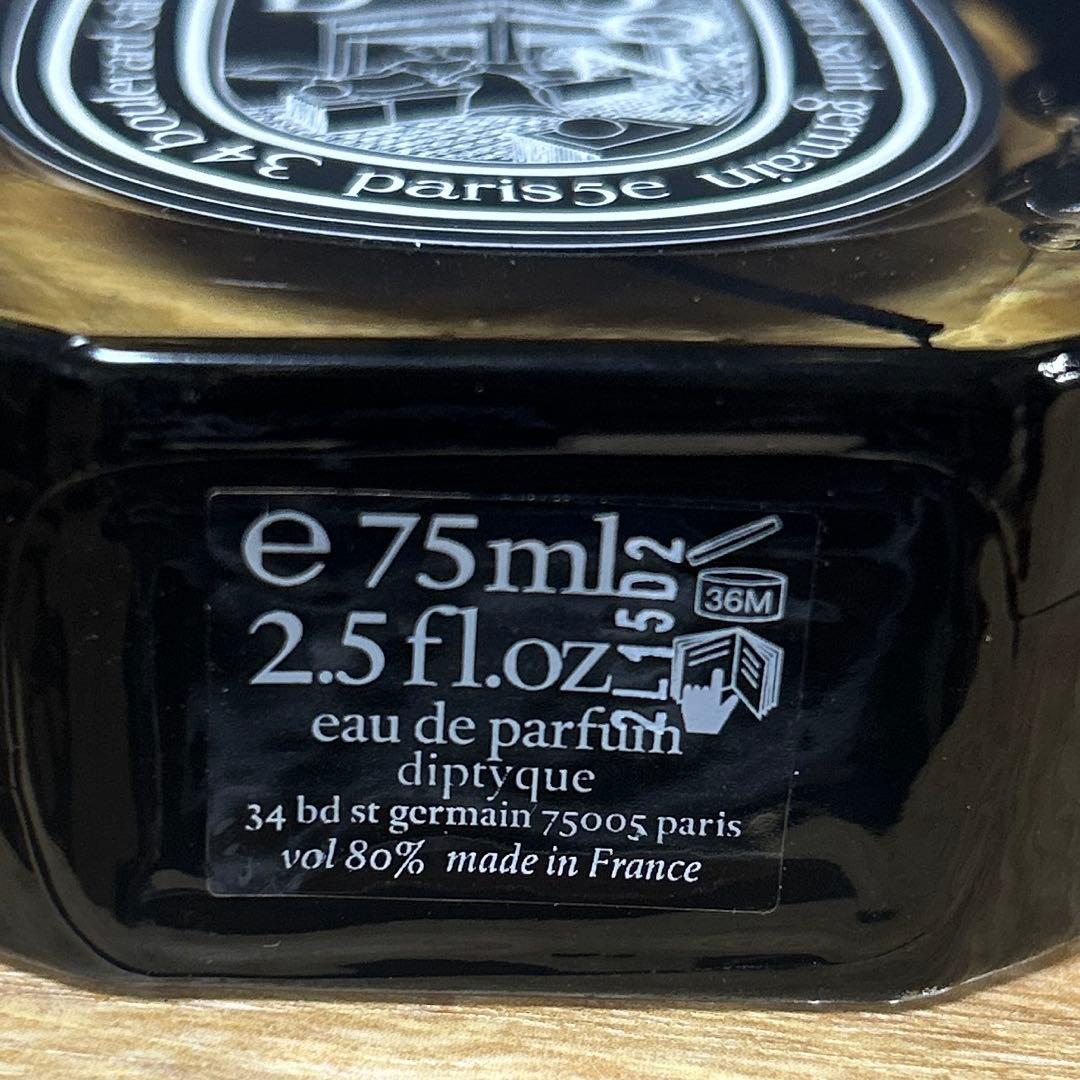 34 boulevard saint germain paris5e
e 75ml
2.5 fl.oz
eau de parfum
diptyque
34 bd st germain 75005 paris
vol 80% made in France
2L15D2
36M